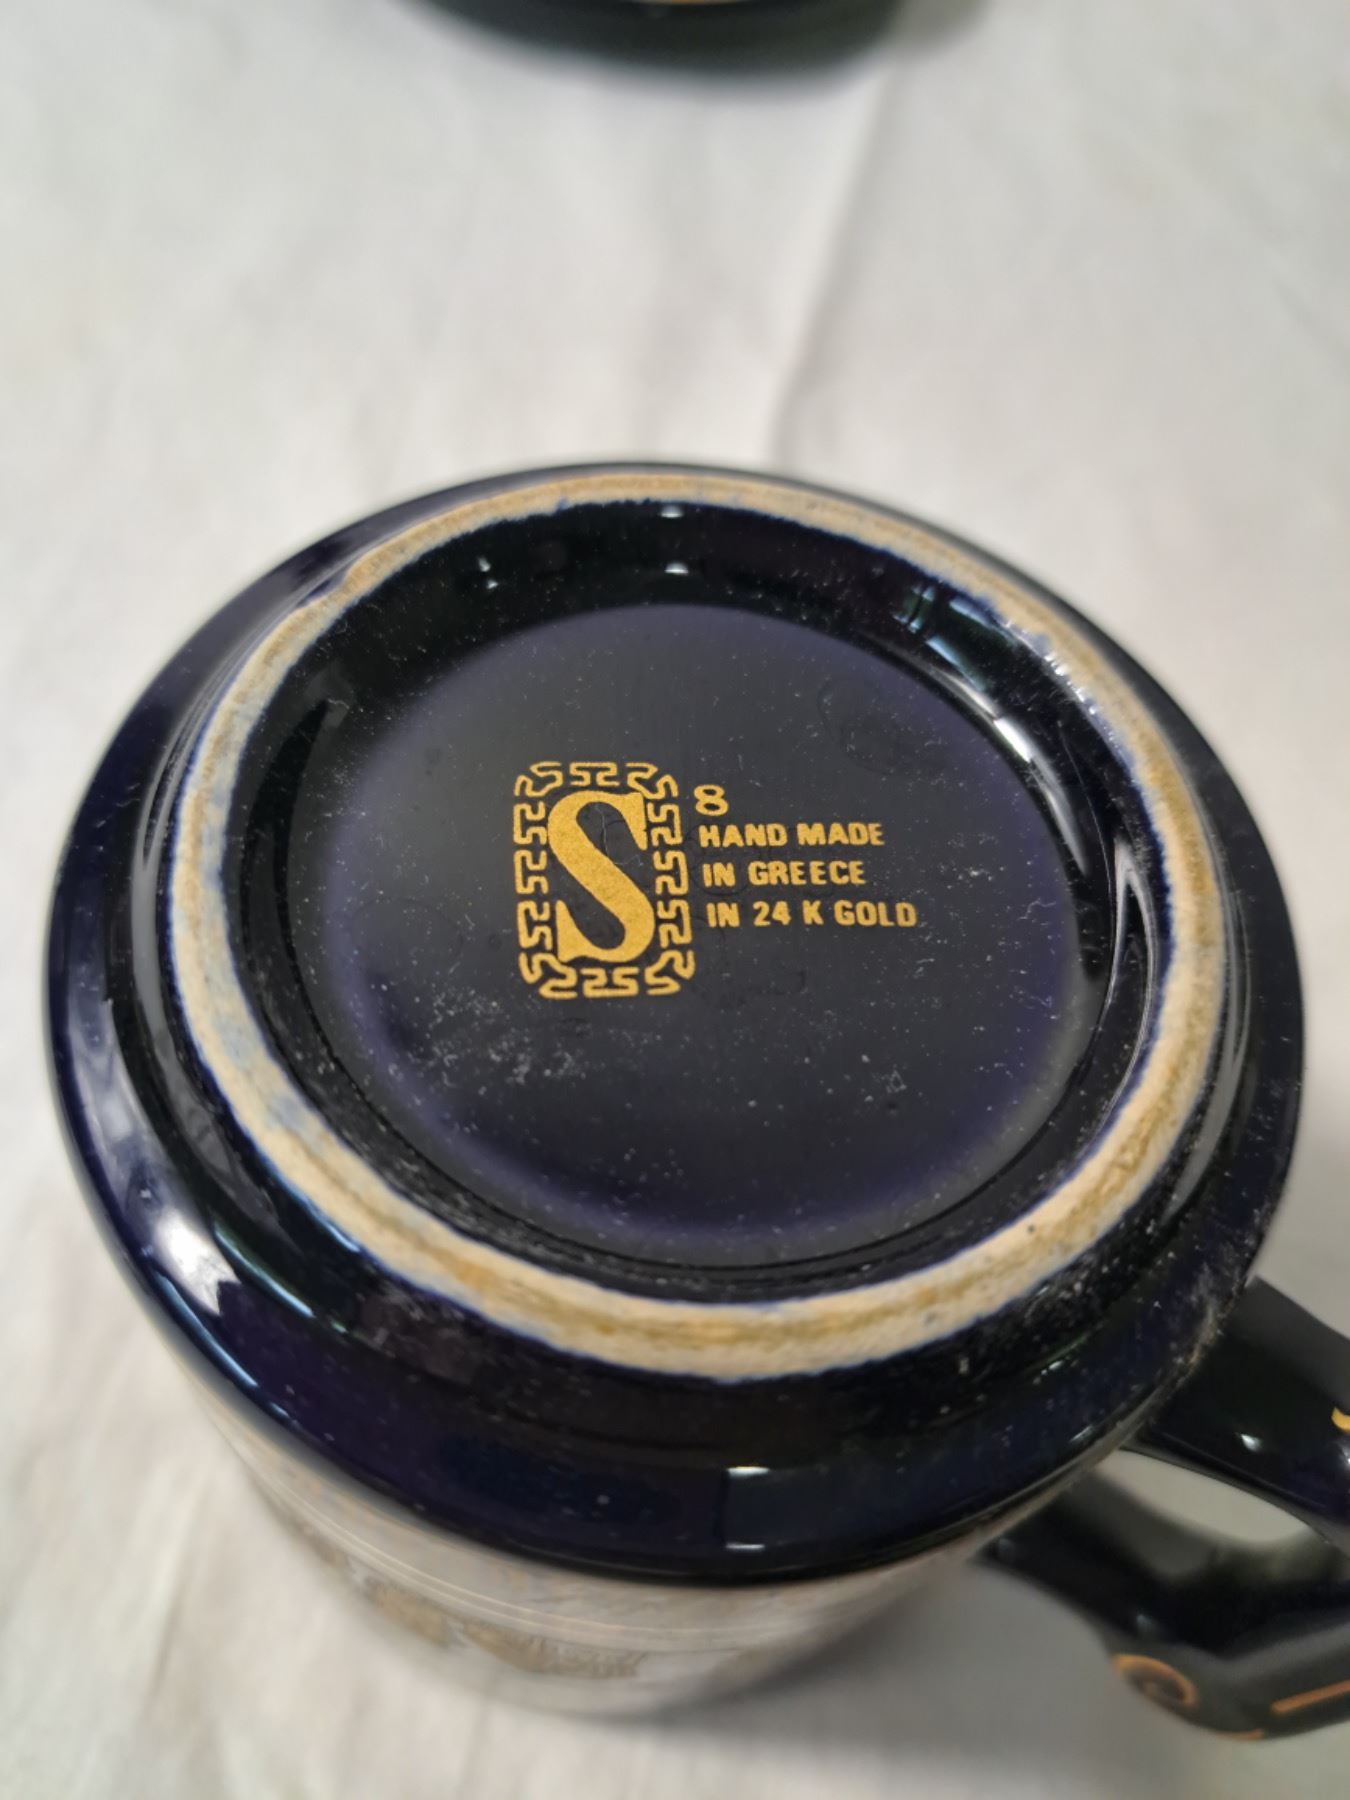 S
8
HAND MADE
IN GREECE
IN 24 K GOLD